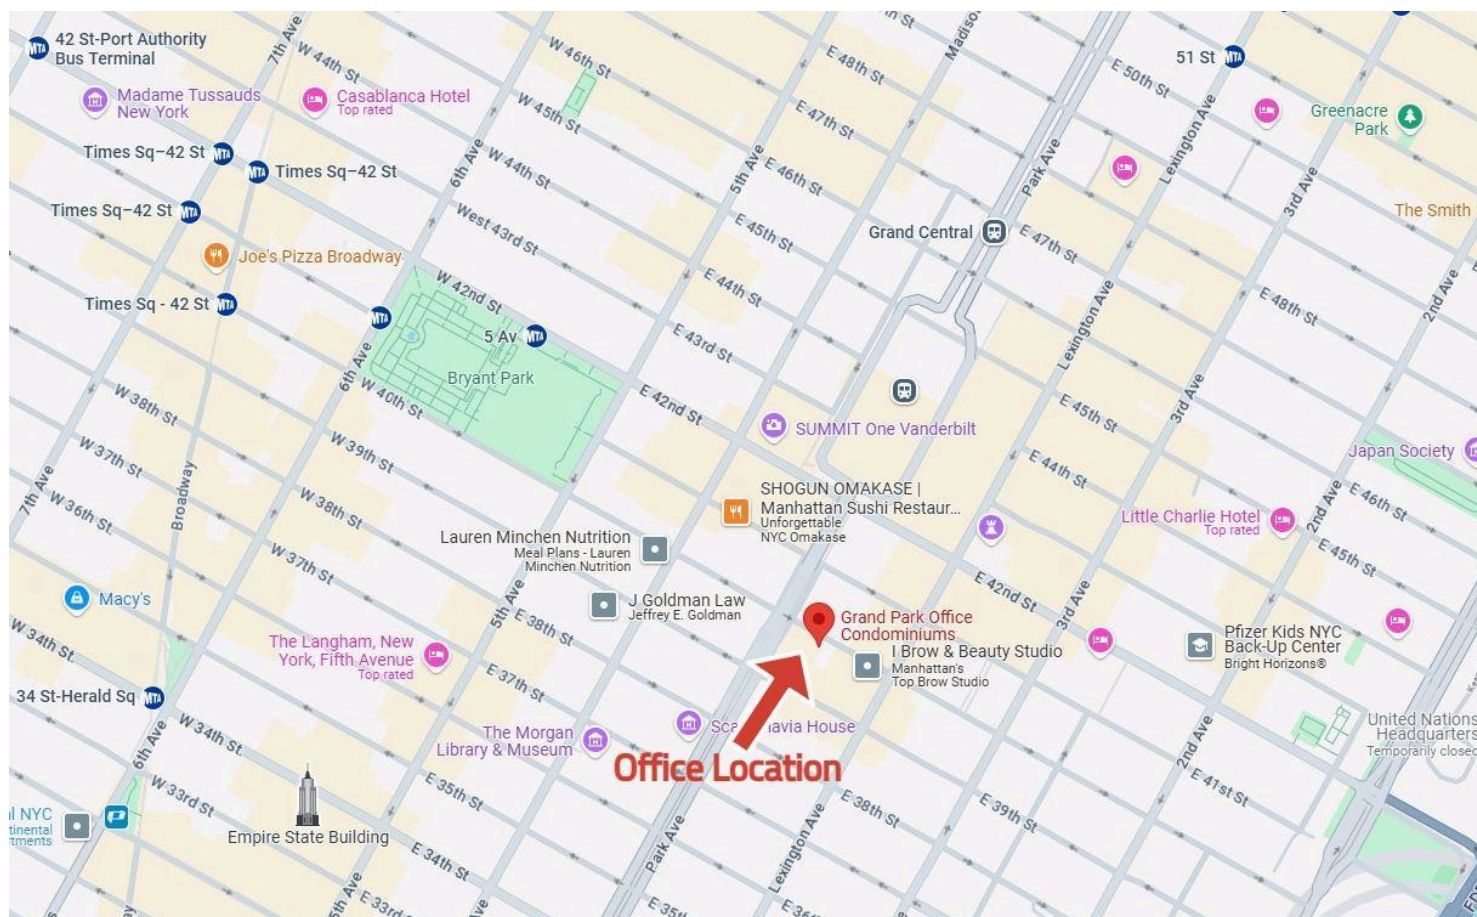 42 St-Port Authority
Bus Terminal
7th Ave
W 44th St
W 46th St
E 48th St
51 St
MTA
E 50th St
Madame Tussauds
New York
Casablanca Hotel
Top rated
W 45th St
E 47th St
Lexington Ave
Greenacre
Park
Times Sq–42 St
MTA
MTA
Times Sq–42 St
6th Ave
W 44th St
5th Ave
E 46th St
Park Ave
3rd Ave
Times Sq–42 St
MTA
West 43rd St
E 45th St
Grand Central
E 47th St
The Smith
Joe's Pizza Broadway
W 42nd St
E 44th St
Lexington Ave
E 48th St
2nd Ave
Times Sq - 42 St
MTA
MTA
5 Av
MTA
E 43rd St
6th Ave
Bryant Park
W 38th St
W 40th St
E 42nd St
E 45th St
3rd Ave
SUMMIT One Vanderbilt
W 37th St
W 39th St
Japan Society
7th Ave
W 36th St.
Broadway
W 38th St
SHOGUN OMAKASE |
Manhattan Sushi Restaur...
Unforgettable
NYC Omakase
E 44th St
2nd Ave
E 46th St
Little Charlie Hotel
Top rated
Lauren Minchen Nutrition
Meal Plans - Lauren
Minchen Nutrition
W 37th St
E 45th St
E 42nd St
Macy's
5th Ave
J Goldman Law
Jeffrey E. Goldman
E 38th St
3rd Ave
Grand Park Office
Condominiums
I Brow & Beauty Studio
Manhattan's
Top Brow Studio
Pfizer Kids NYC
Back-Up Center
Bright Horizons®
W 34th St.
The Langham, New
York, Fifth Avenue
Top rated
E 37th St
34 St-Herald Sq
MTA
W 34th St.
The Morgan
Library & Museum
Office Location
United Nations
Headquarters
Temporarily closed
6th Ave
2nd Ave
W 33rd St
E 35th St
E 38th St
E 39th St
E 41st St
Empire State Building
Park Ave
Lexington Ave
E 34th St
5th Ave
E 33rd St